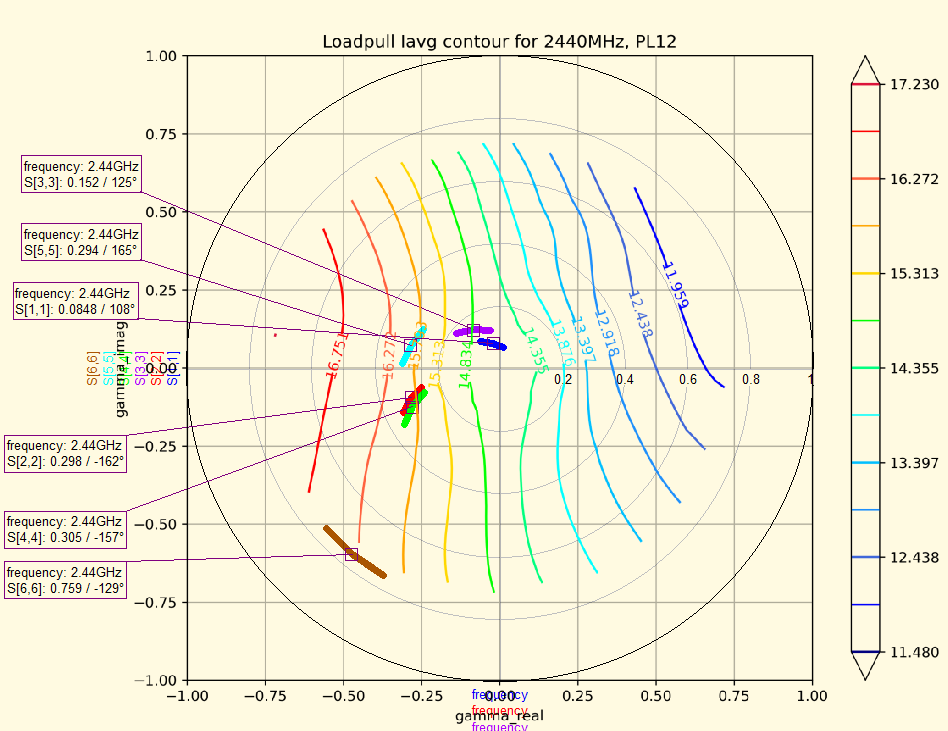 Loadpull Iavg contour for 2440MHz, PL12
frequency: 2.44GHz
S[3,3]: 0.152 / 125°
frequency: 2.44GHz
S[5,5]: 0.294 / 165°
frequency: 2.44GHz
S[1,1]: 0.0848 / 108°
frequency: 2.44GHz
S[2,2]: 0.298 / -162°
frequency: 2.44GHz
S[4,4]: 0.305 / -157°
frequency: 2.44GHz
S[6,6]: 0.759 / -129°
gamma_imag
S[6,6]
S[5,5]
S[3,3]
S[2,2]
S[1,1]
1.00
0.75
0.50
0.25
0.00
−0.25
−0.50
−0.75
−1.00
16.751
16.272
15.313
14.834
14.355
13.876
13.397
12.918
12.438
11.959
0.2
0.4
0.6
0.8
1
−1.00
−0.75
−0.50
−0.25
0.00
0.25
0.50
0.75
1.00
frequency
frequency
gamma_real
frequency
17.230
16.272
15.313
14.355
13.397
12.438
11.480